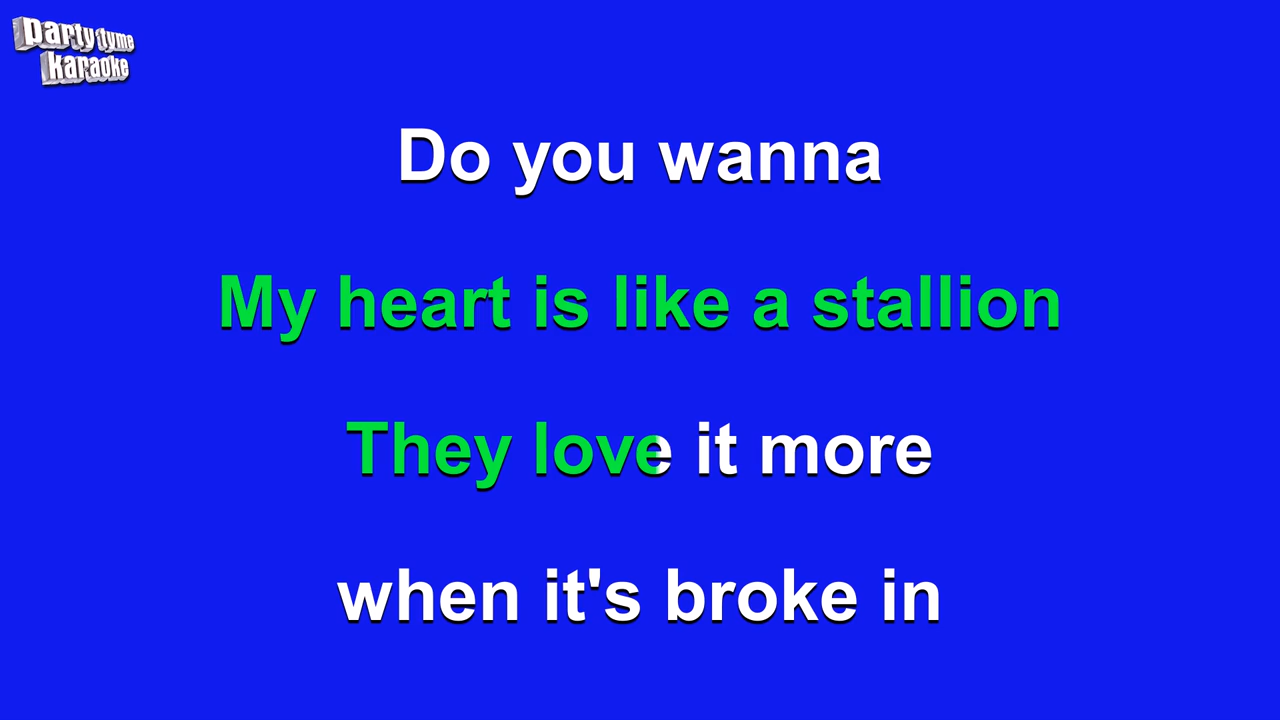 party tyme
karaoke
Do you wanna
My heart is like a stallion
They love it more
when it's broke in